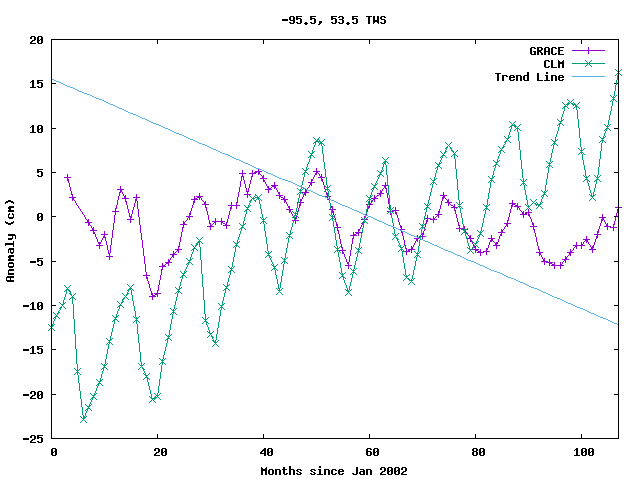 -95.5, 53.5 TWS
GRACE
CLM
Trend Line
20
15
10
5
0
-5
-10
-15
-20
-25
Anomaly (cm)
0 20 40 60 80 100
Months since Jan 2002